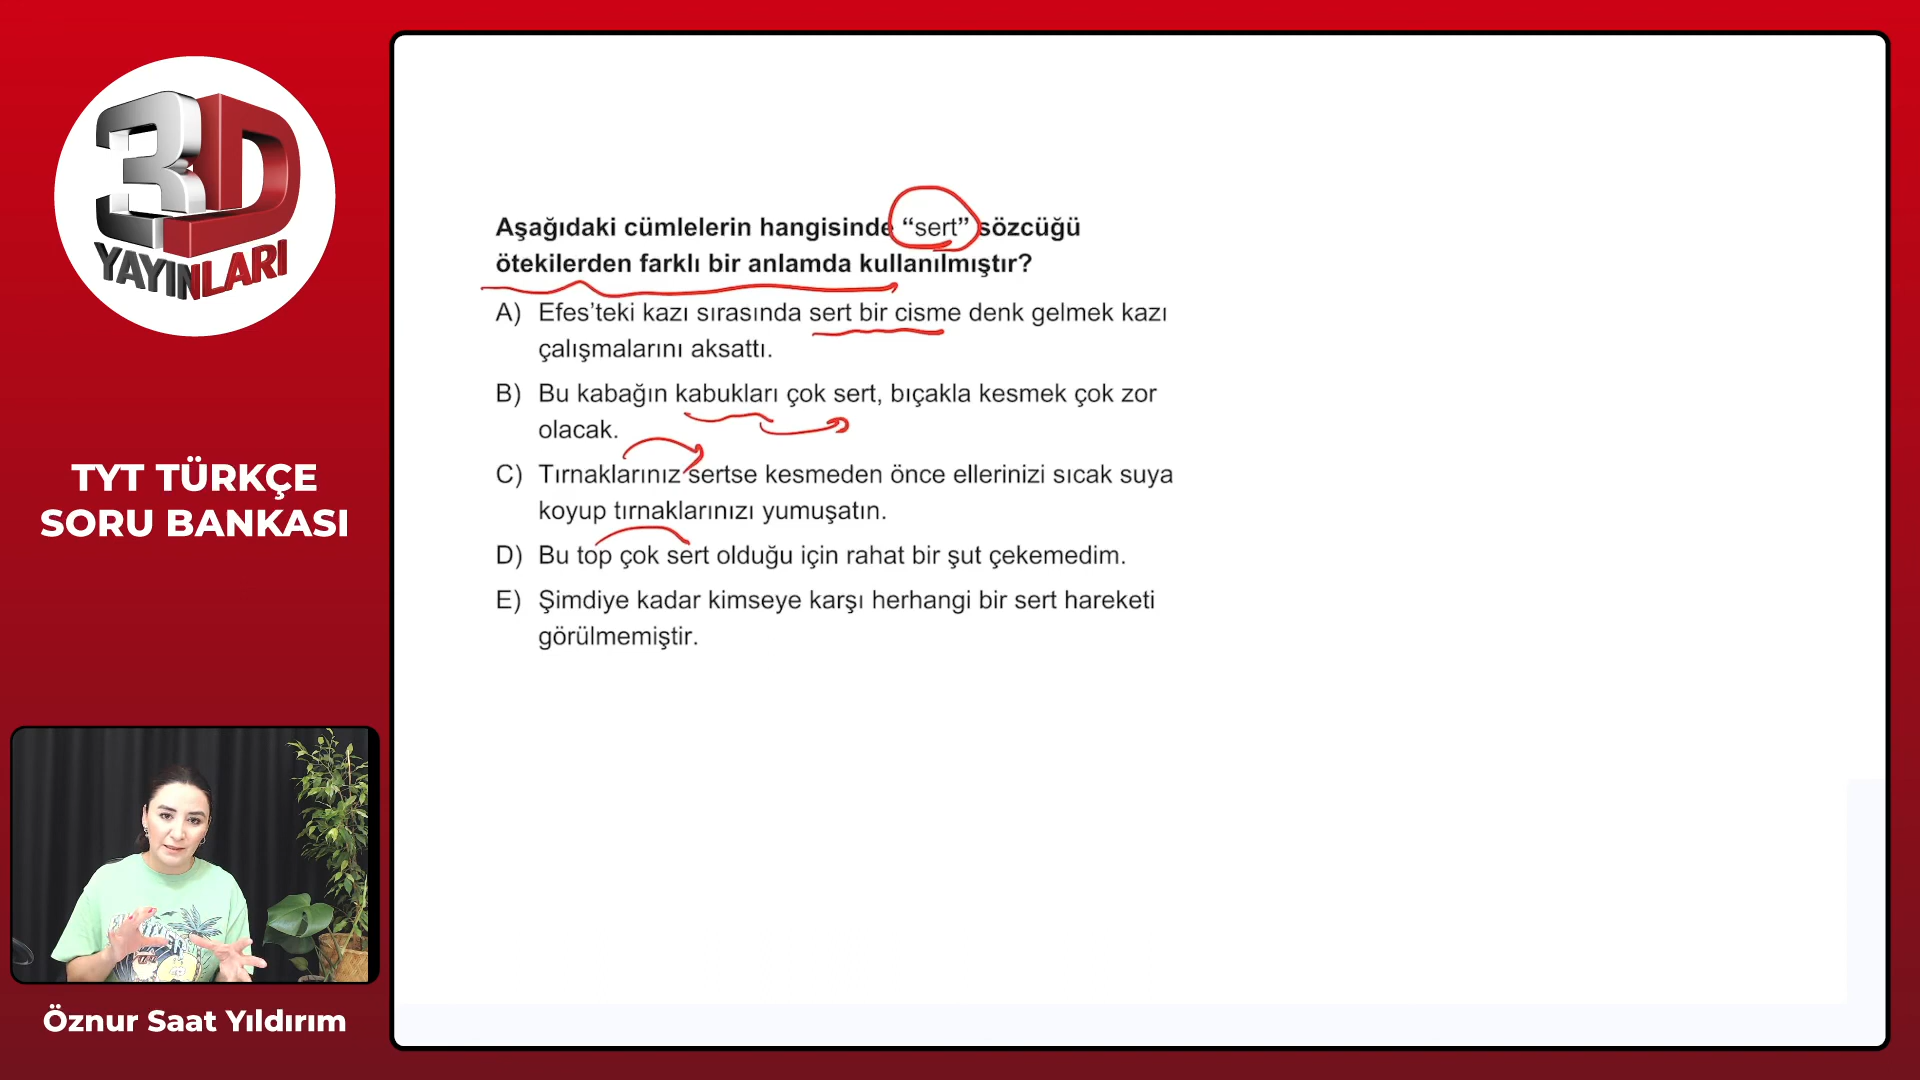 3D
YAYINLARI
TYT TÜRKÇE
SORU BANKASI
Öznur Saat Yıldırım
Aşağıdaki cümlelerin hangisinde “sert” sözcüğü
ötekilerden farklı bir anlamda kullanılmıştır?
A) Efes’teki kazı sırasında sert bir cisme denk gelmek kazı
çalışmalarını aksattı.
B) Bu kabağın kabukları çok sert, bıçakla kesmek çok zor
olacak.
C) Tırnaklarınız sertse kesmeden önce ellerinizi sıcak suya
koyup tırnaklarınızı yumuşatın.
D) Bu top çok sert olduğu için rahat bir şut çekemedim.
E) Şimdiye kadar kimseye karşı herhangi bir sert hareketi
görülmemiştir.